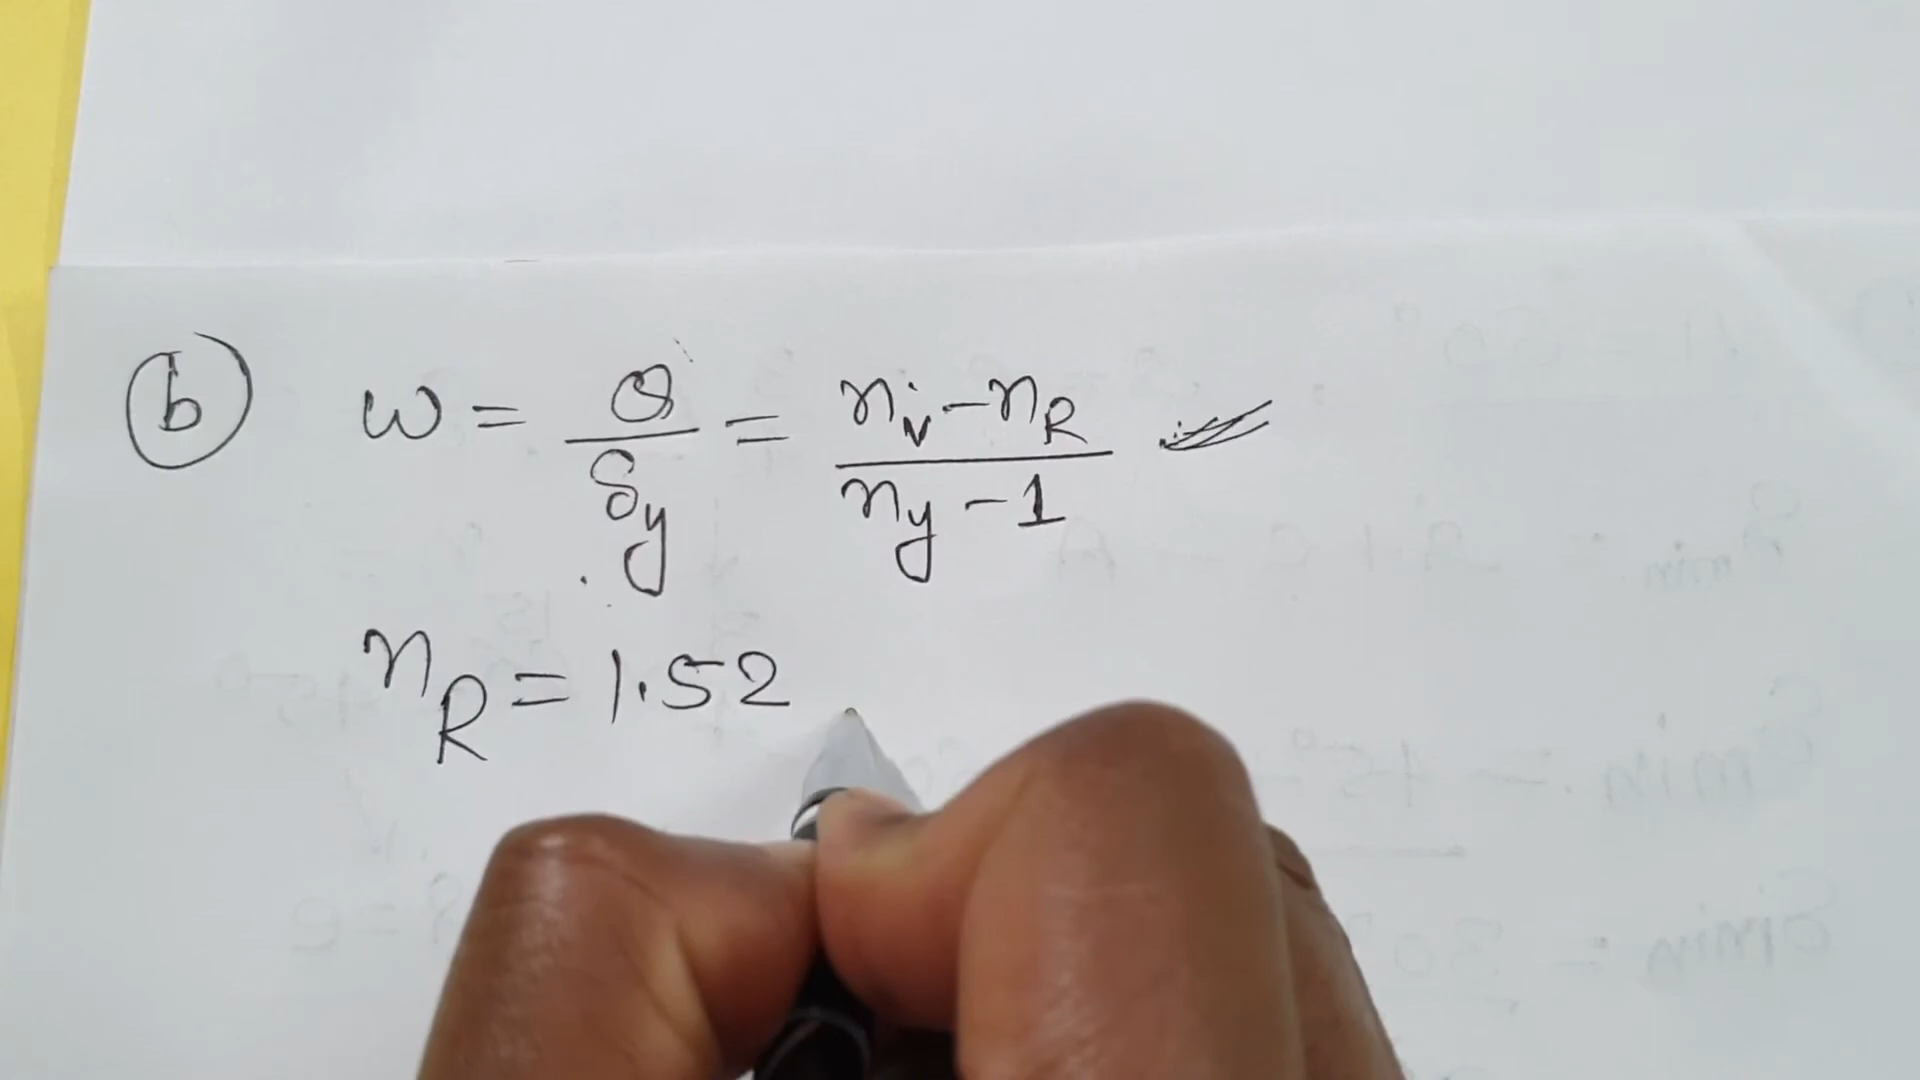 (b) ω = θ/δy = (nv - nR)/(ny - 1)
nR = 1.52